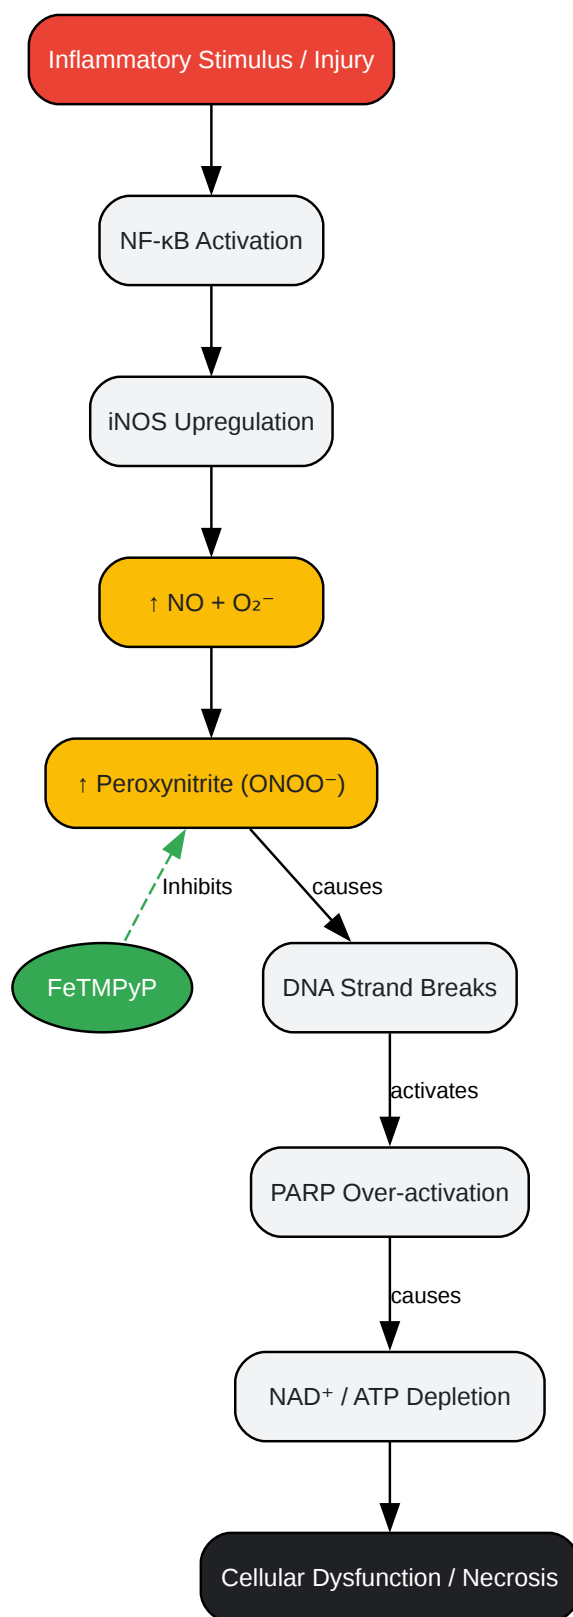 Inflammatory Stimulus / Injury
NF-κB Activation
iNOS Upregulation
↑ NO + O₂⁻
↑ Peroxynitrite (ONOO⁻)
Inhibits
causes
FeTMPyP
DNA Strand Breaks
activates
PARP Over-activation
causes
NAD⁺ / ATP Depletion
Cellular Dysfunction / Necrosis